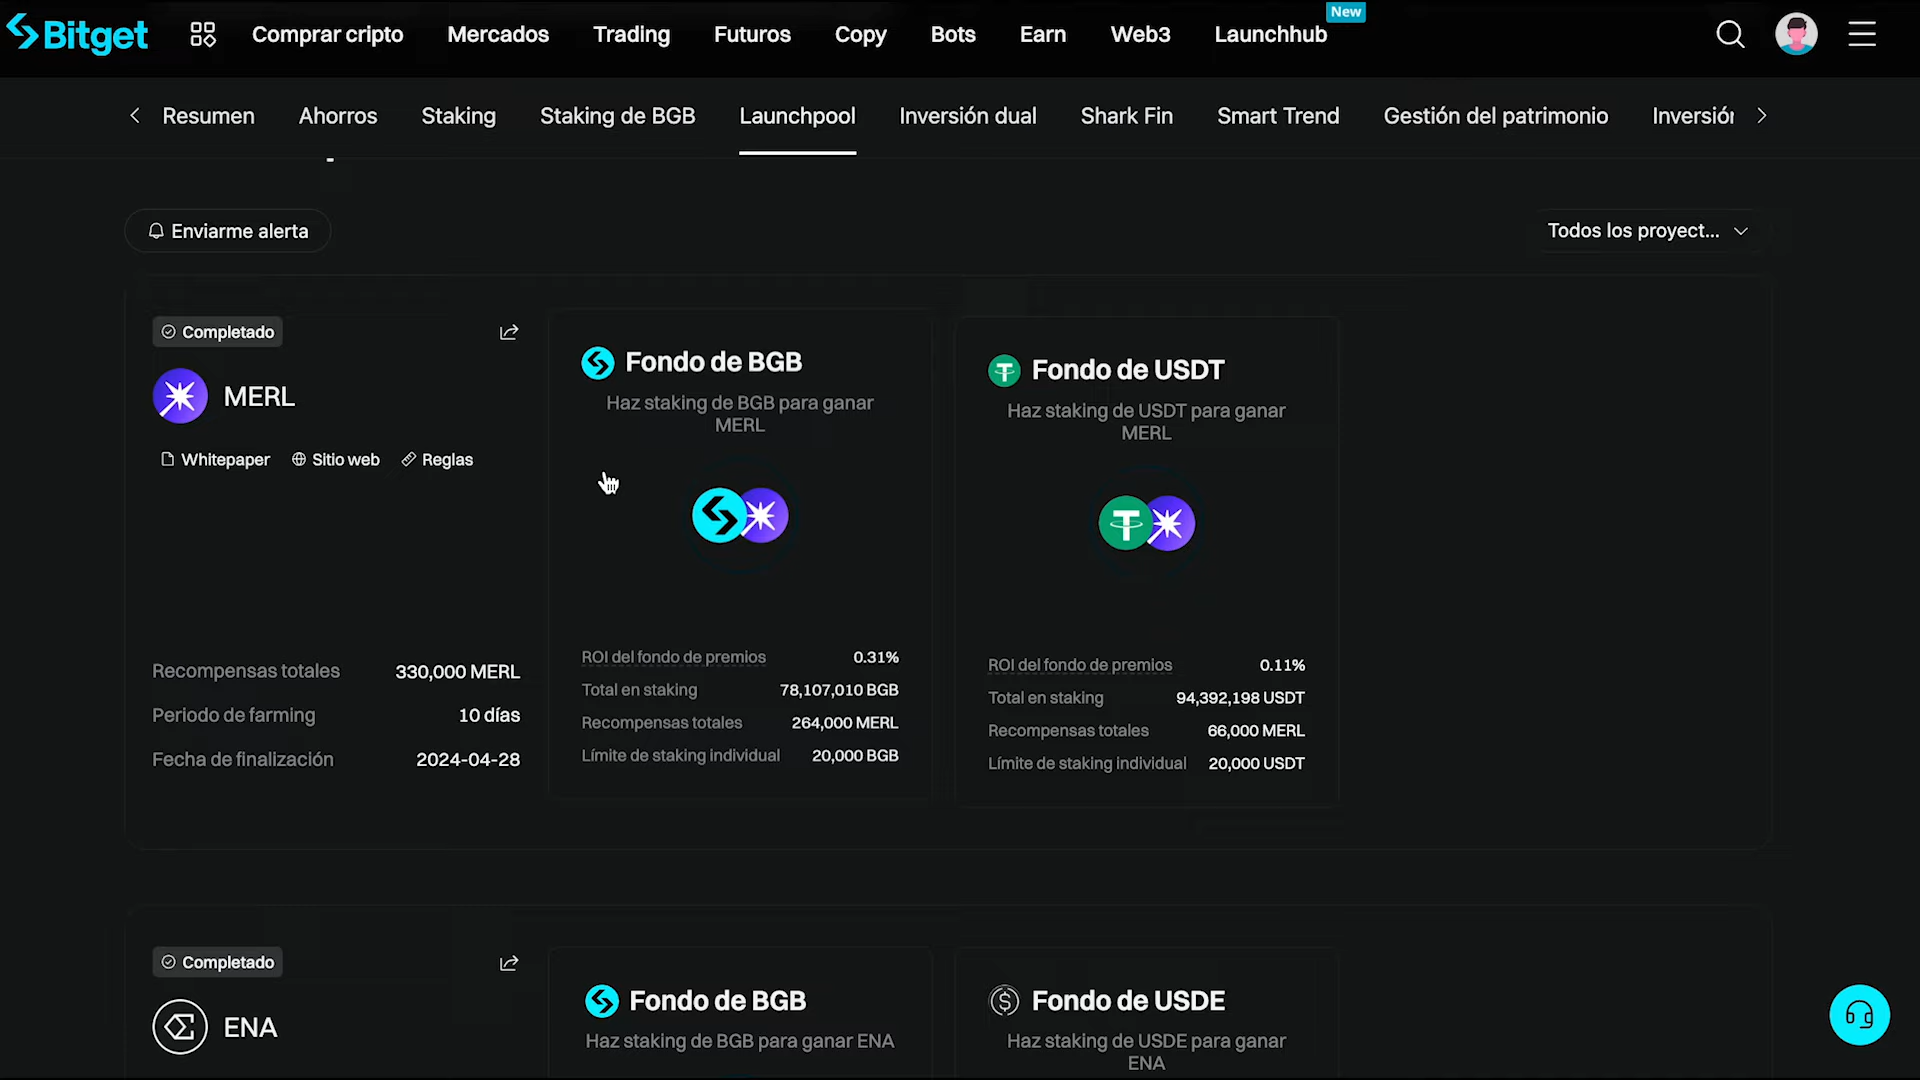 Bitget
Comprar cripto
Mercados
Trading
Futuros
Copy
Bots
Earn
Web3
Launchhub
New
Resumen
Ahorros
Staking
Staking de BGB
Launchpool
Inversión dual
Shark Fin
Smart Trend
Gestión del patrimonio
Inversiór
Enviarme alerta
Todos los proyect...
Completado
MERL
Whitepaper
Sitio web
Reglas
Recompensas totales 330,000 MERL
Periodo de farming 10 días
Fecha de finalización 2024-04-28
Fondo de BGB
Haz staking de BGB para ganar
MERL
ROI del fondo de premios 0.31%
Total en staking 78,107,010 BGB
Recompensas totales 264,000 MERL
Límite de staking individual 20,000 BGB
Fondo de USDT
Haz staking de USDT para ganar
MERL
ROI del fondo de premios 0.11%
Total en staking 94,392,198 USDT
Recompensas totales 66,000 MERL
Límite de staking individual 20,000 USDT
Completado
ENA
Fondo de BGB
Haz staking de BGB para ganar ENA
Fondo de USDE
Haz staking de USDE para ganar
ENA